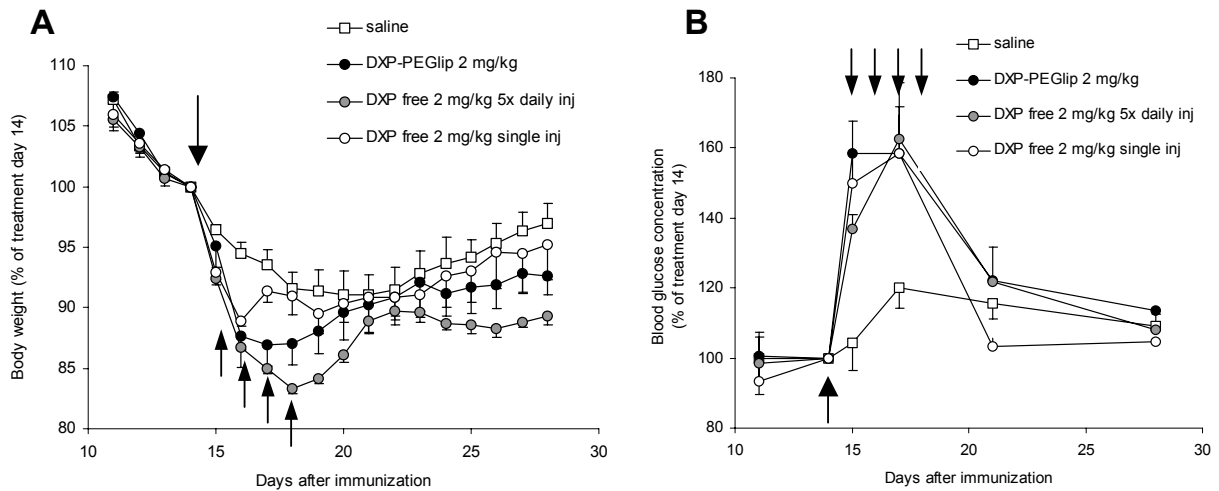 A
saline
DXP-PEGlip 2 mg/kg
DXP free 2 mg/kg 5x daily inj
DXP free 2 mg/kg single inj
Body weight (% of treatment day 14)
110
105
100
95
90
85
80
10
15
20
25
30
Days after immunization
B
saline
DXP-PEGlip 2 mg/kg
DXP free 2 mg/kg 5x daily inj
DXP free 2 mg/kg single inj
Blood glucose concentration
(% of treatment day 14)
180
160
140
120
100
80
10
15
20
25
30
Days after immunization